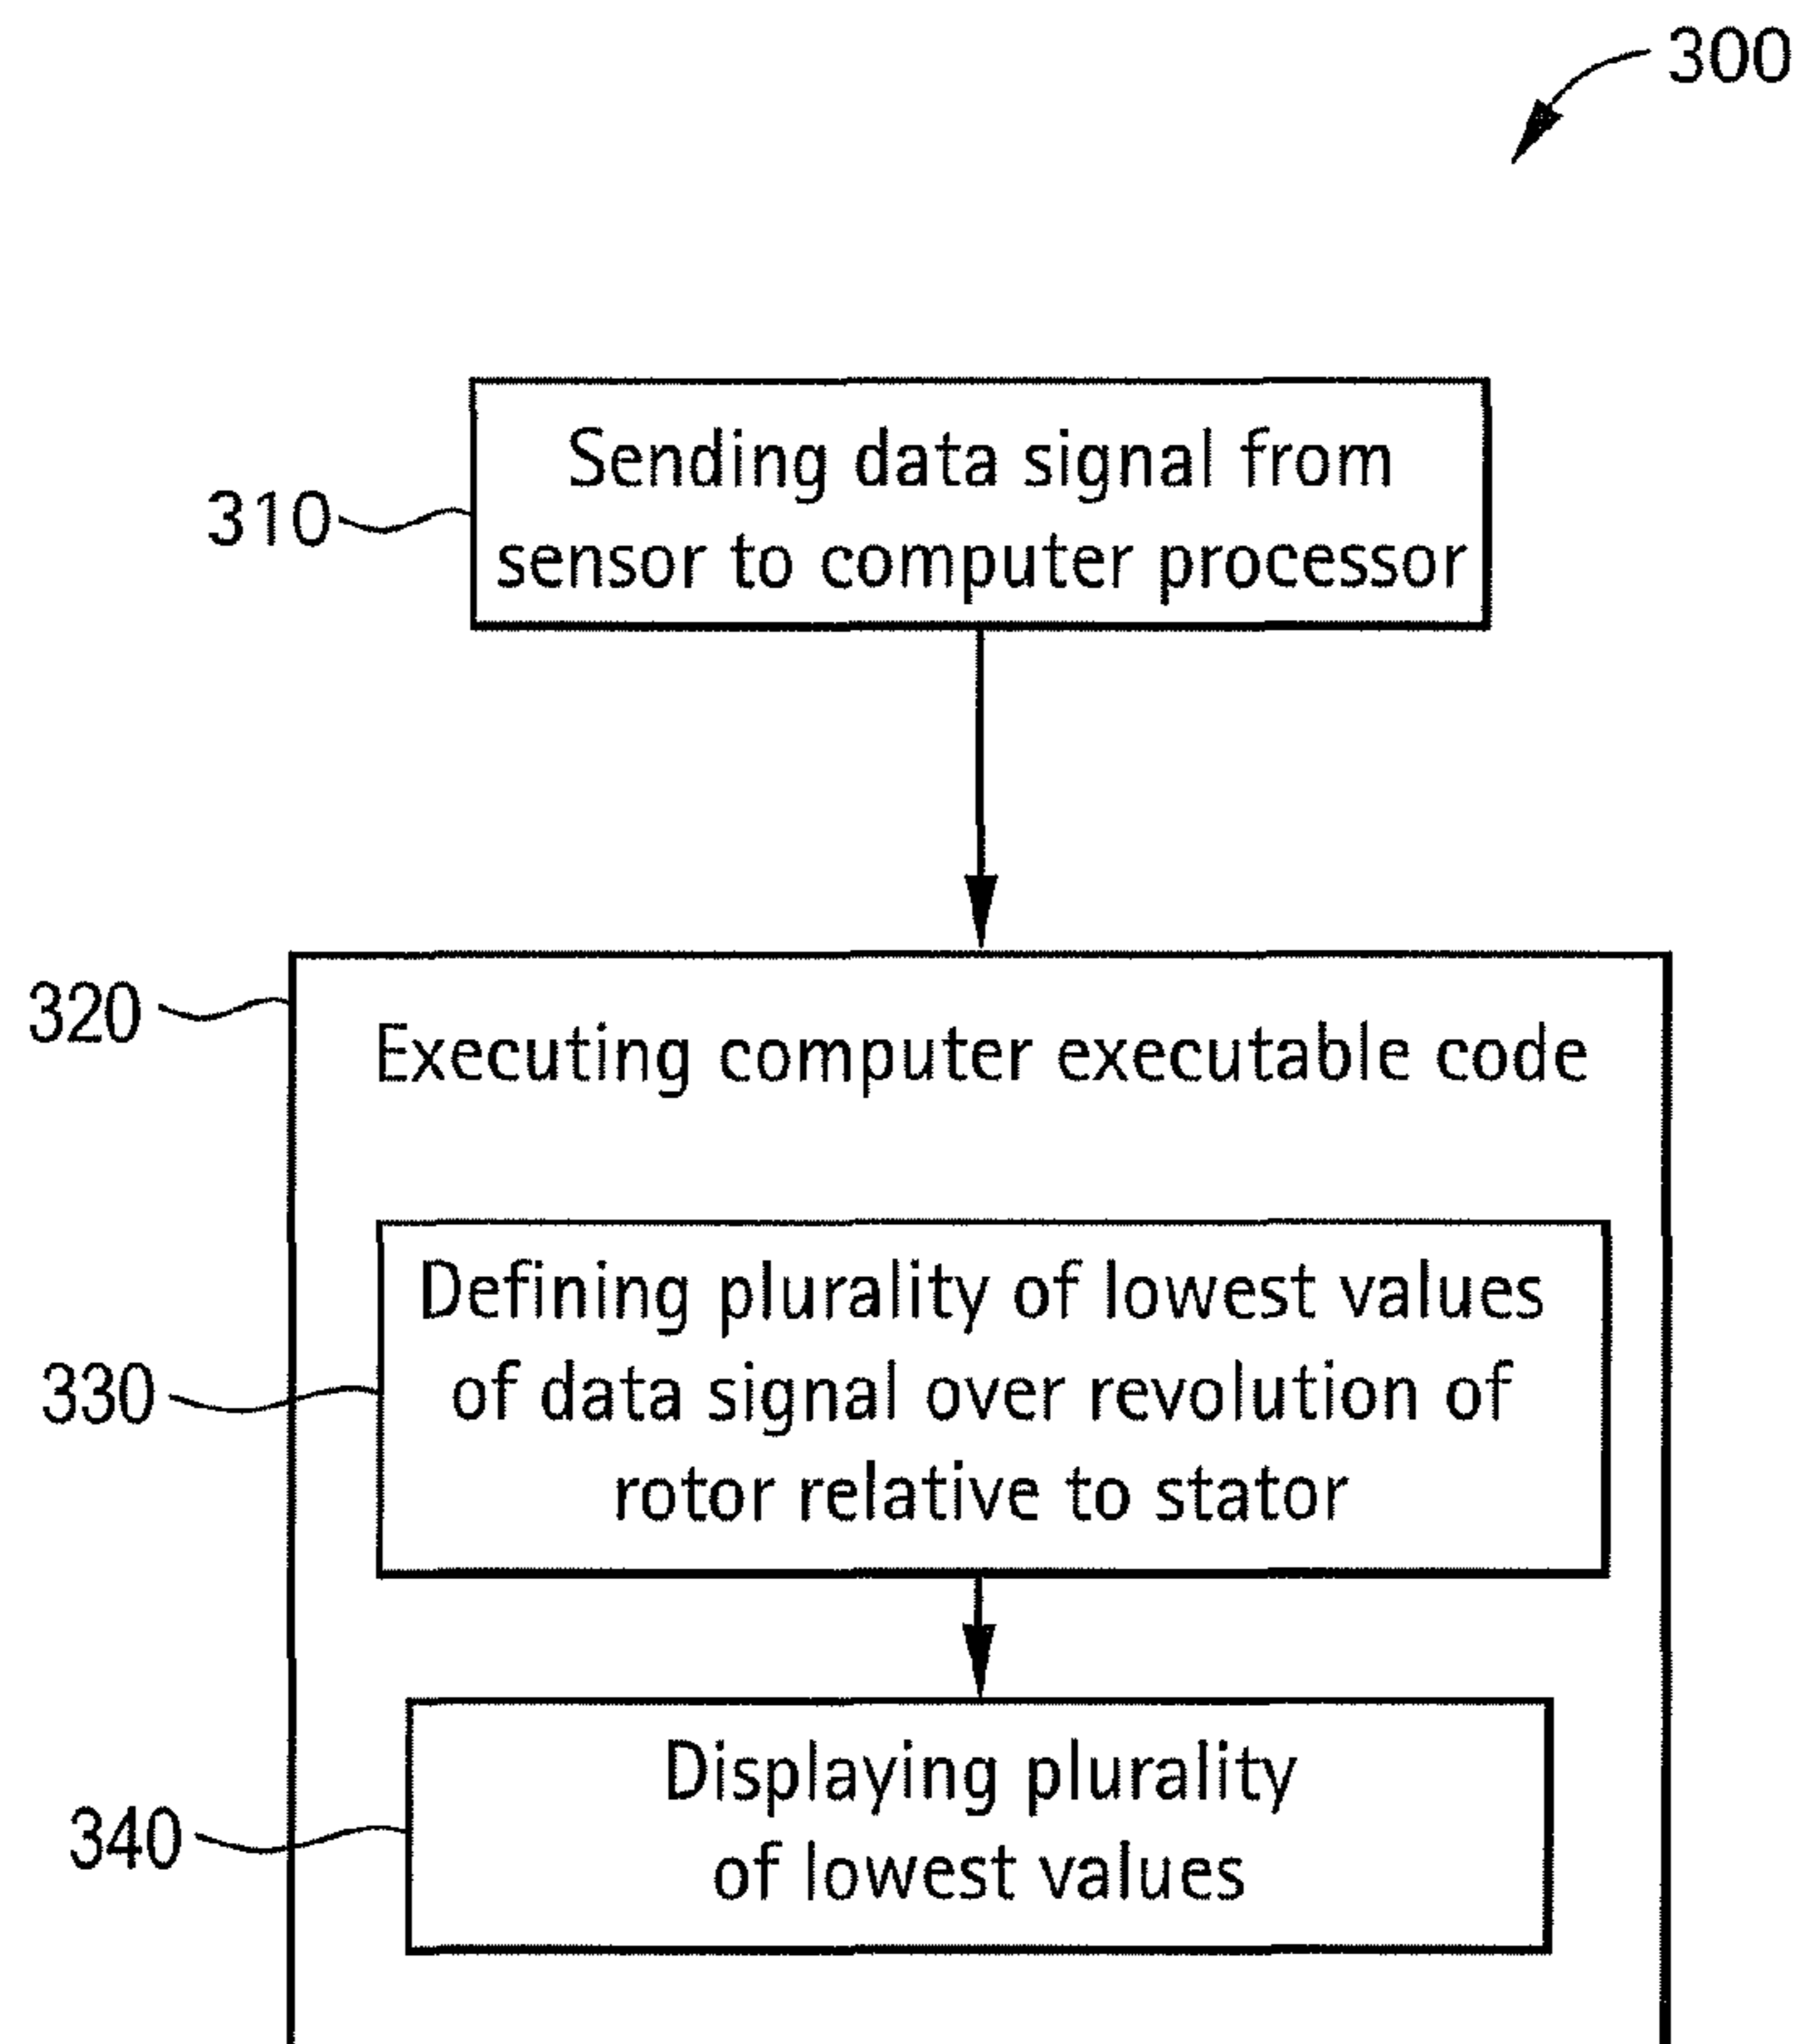 300
310
Sending data signal from
sensor to computer processor
320
Executing computer executable code
330
Defining plurality of lowest values
of data signal over revolution of
rotor relative to stator
340
Displaying plurality
of lowest values